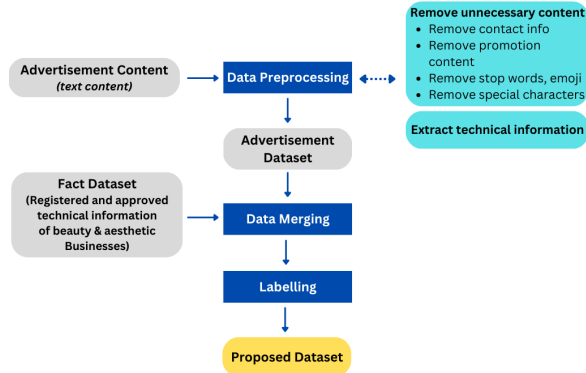 Remove unnecessary content:
• Remove contact info
• Remove promotion
content
• Remove stop words, emoji
• Remove special characters
Extract technical information
Advertisement Content
(text content)
Data Preprocessing
Advertisement
Dataset
Fact Dataset
(Registered and approved
technical information
of beauty & aesthetic
Businesses)
Data Merging
Labelling
Proposed Dataset